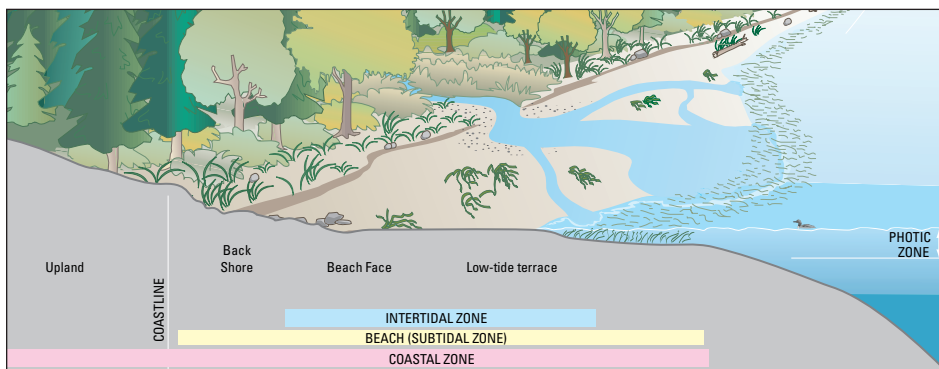 Upland
COASTLINE
Back
Shore
Beach Face
Low-tide terrace
PHOTIC
ZONE
INTERTIDAL ZONE
BEACH (SUBTIDAL ZONE)
COASTAL ZONE